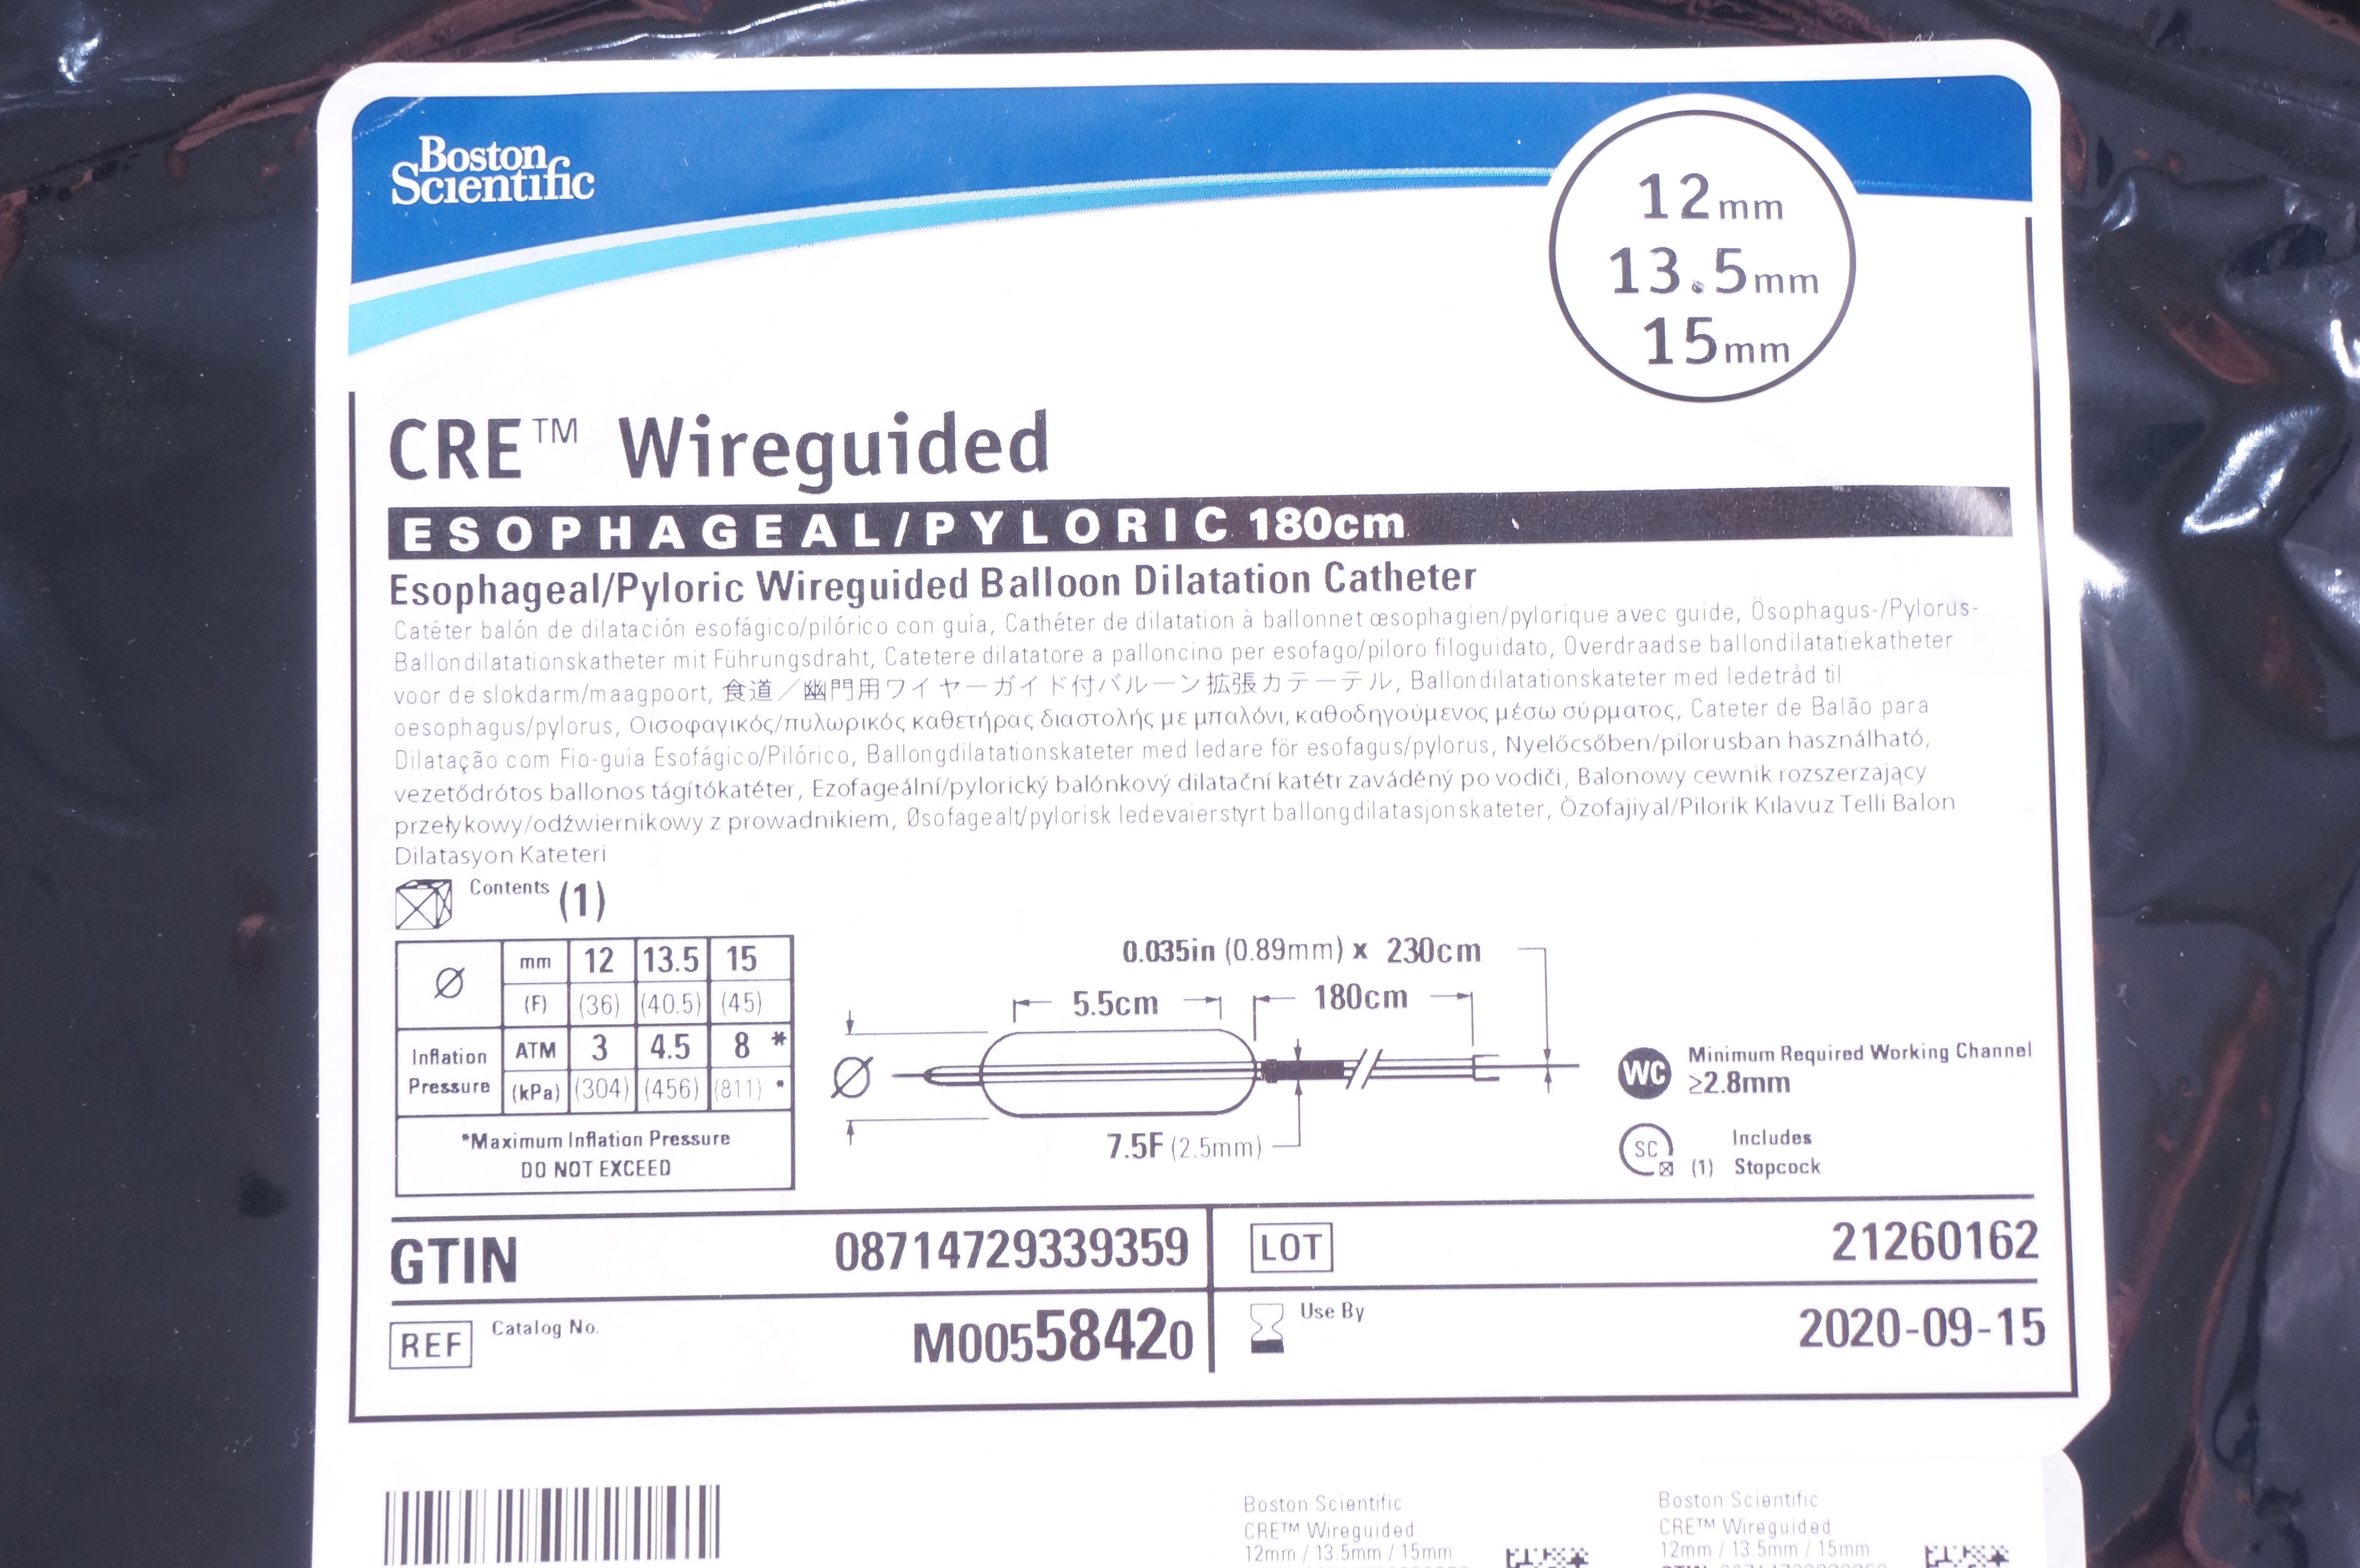 Boston
Scientific
12mm
13.5mm
15mm
CRE™ Wireguided
ESOPHAGEAL/PYLORIC 180cm
Esophageal/Pyloric Wireguided Balloon Dilatation Catheter
Catéter balón de dilatación esofágico/pilórico con guía, Cathéter de dilatation à ballonnet œsophagien/pylorique avec guide, Ösophagus-/Pylorus-
Ballondilatationskatheter mit Führungsdraht, Catetere dilatatore a palloncino per esofago/piloro filoguidato, Overdraadse ballondilatatiekatheter
voor de slokdarm/maagpoort, 食道／幽門用ワイヤーガイド付バルーン拡張カテーテル, Ballondilatationskateter med ledetråd til
oesophagus/pylorus, Οισοφαγικός/πυλωρικός καθετήρας διαστολής με μπαλόνι, καθοδηγούμενος μέσω σύρματος, Cateter de Balão para
Dilatação com Fio-guia Esofágico/Pilórico, Ballongdilatationskateter med ledare för esofagus/pylorus, Nyelőcsőben/pilorusban használható,
vezetődrótos ballonos tágítókatéter, Ezofageální/pylorický balónkový dilatační katétr zaváděný po vodiči, Balonowy cewnik rozszerzający
przełykowy/odźwiernikowy z prowadnikiem, Øsofagealt/pylorisk ledevaierstyrt ballongdilatasjonskateter, Özofajiyal/Pilorik Kılavuz Telli Balon
Dilatasyon Kateteri
Contents (1)
Ø mm 12 13.5 15
(F) (36) (40.5) (45)
Inflation Pressure ATM 3 4.5 8 *
(kPa) (304) (456) (811) *
*Maximum Inflation Pressure
DO NOT EXCEED
0.035in (0.89mm) x 230cm
5.5cm 180cm
Ø
7.5F (2.5mm)
WC Minimum Required Working Channel
≥2.8mm
SC (1) Includes
Stopcock
GTIN 08714729339359
LOT 21260162
REF Catalog No. M00558420
Use By 2020-09-15
Boston Scientific
CRE™ Wireguided
12mm / 13.5mm / 15mm
Boston Scientific
CRE™ Wireguided
12mm / 13.5mm / 15mm